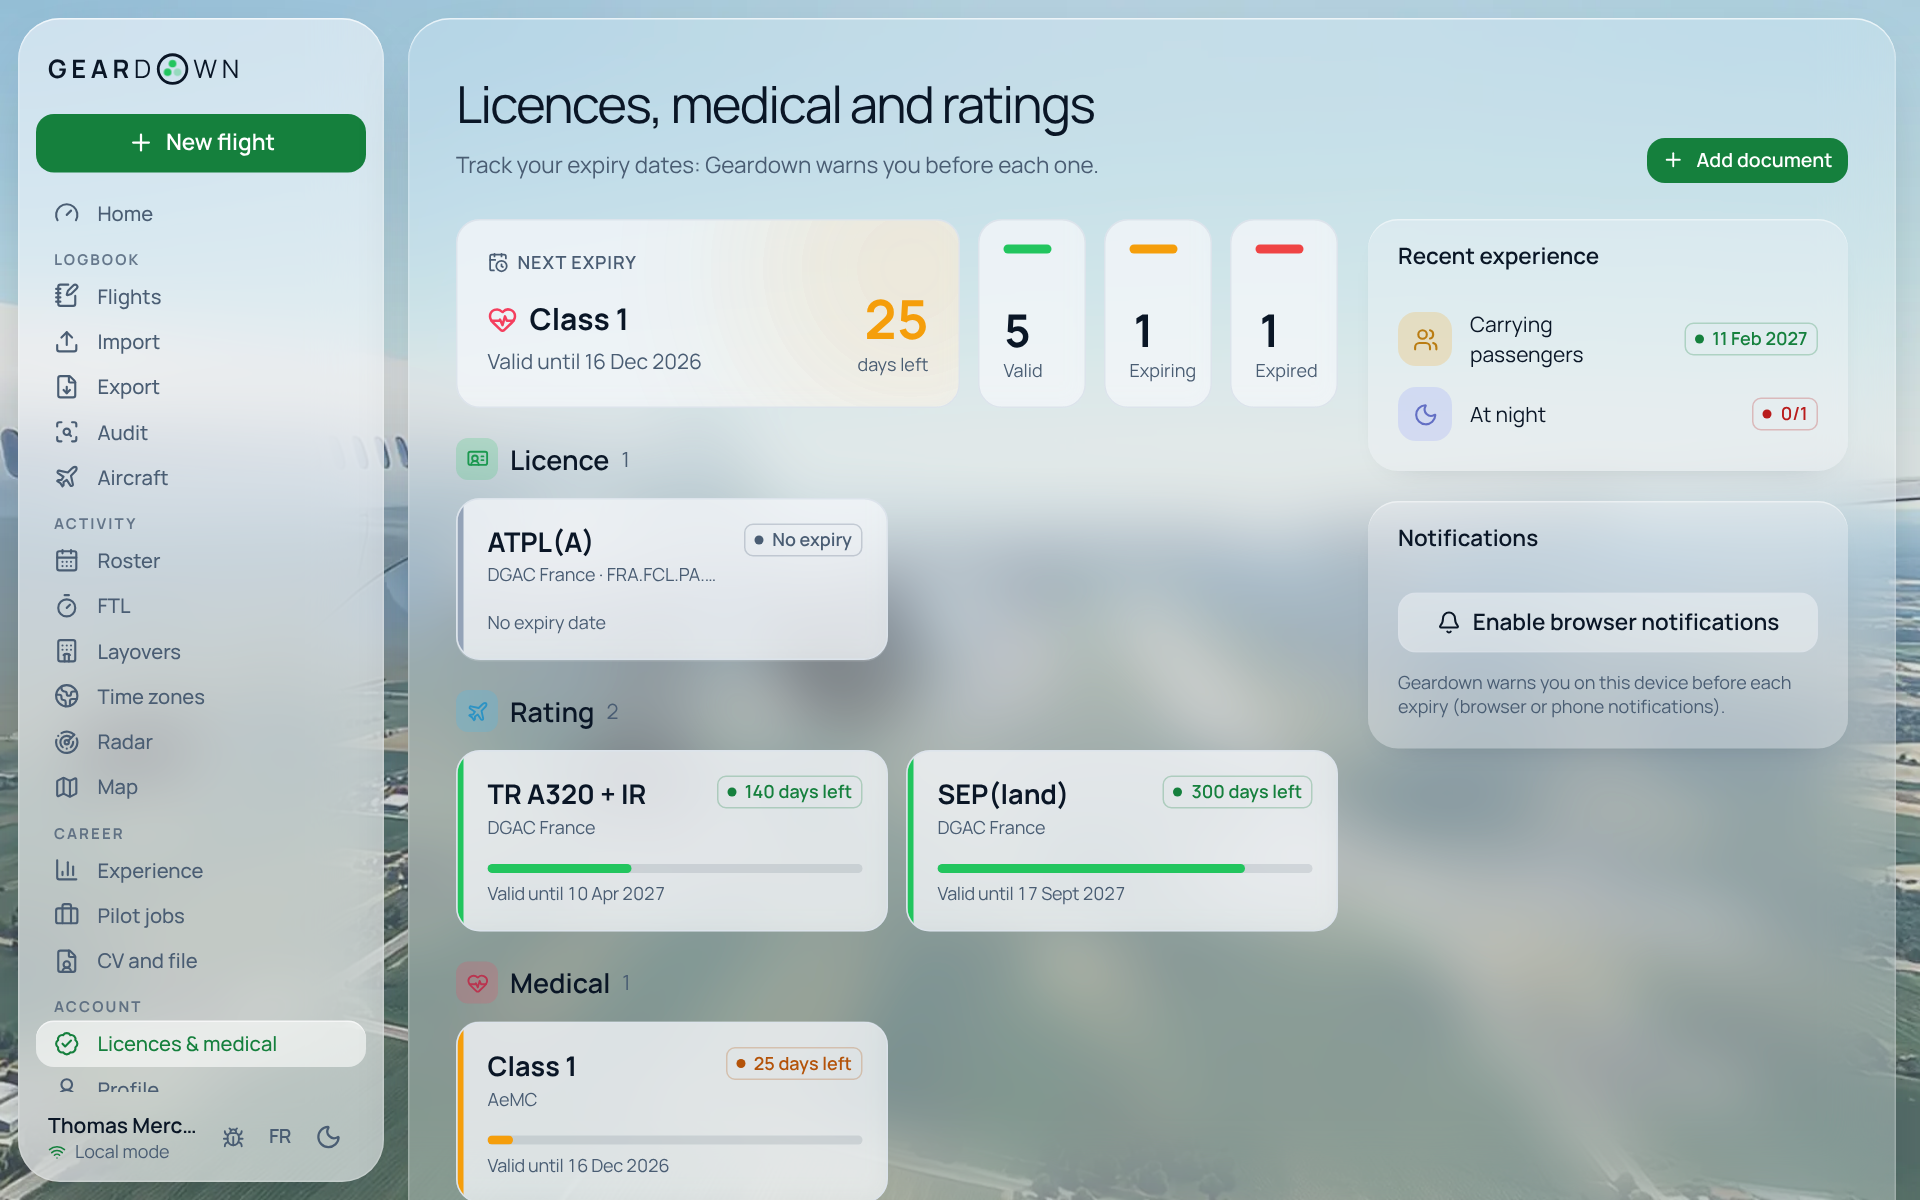 GEARDOWN
New flight
Home
LOGBOOK
Flights
Import
Export
Audit
Aircraft
ACTIVITY
Roster
FTL
Layovers
Time zones
Radar
Map
CAREER
Experience
Pilot jobs
CV and file
ACCOUNT
Licences & medical
Profile
Thomas Merc...
Local mode
FR
Licences, medical and ratings
Track your expiry dates: Geardown warns you before each one.
Add document
NEXT EXPIRY
Class 1
Valid until 16 Dec 2026
25
days left
5
Valid
1
Expiring
1
Expired
Licence 1
ATPL(A)
No expiry
DGAC France · FRA.FCL.PA....
No expiry date
Rating 2
TR A320 + IR
140 days left
DGAC France
Valid until 10 Apr 2027
SEP(land)
300 days left
DGAC France
Valid until 17 Sept 2027
Medical 1
Class 1
25 days left
AeMC
Valid until 16 Dec 2026
Recent experience
Carrying
passengers
11 Feb 2027
At night
0/1
Notifications
Enable browser notifications
Geardown warns you on this device before each
expiry (browser or phone notifications).